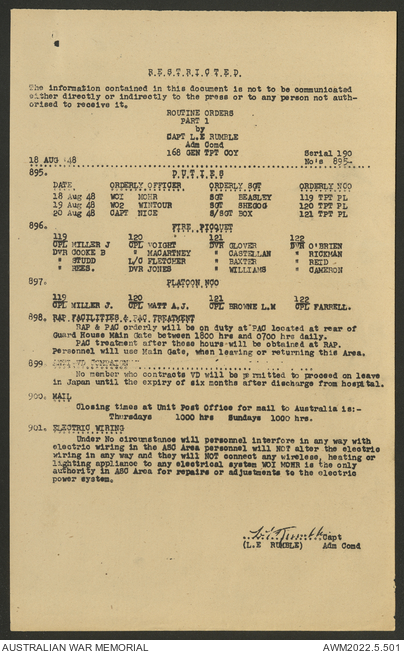 RESTRICTED
The information contained in this document is not to be communicated
either directly or indirectly to the press or to any person not auth-
orised to receive it.
ROUTINE ORDERS
PART 1
by
CAPT L.E RUMBLE
Adm Comd
168 GEN TPT COY Serial 190
18 AUG 48 No's 895-
895. DUTIES
DATE ORDERLY OFFICER ORDERLY SGT ORDERLY NCO
18 Aug 48 WOI MOHR SGT BEASLEY 119 TPT PL
19 Aug 48 WO2 WINTOUR SGT SHEGOG 120 TPT PL
20 AUG 48 CAPT NICE S/SGT BOX 121 TPT PL
896. FIRE PICQUET
119 120 121 122
CPL MILLER J CPL VOIGHT DVR GLOVER DVR O'BRIEN
DVR COOKE B " MACARTNEY " CASTELLAN " RICKMAN
" STUDD L/C FLETCHER " BAXTER " REID
" REES. DVR JONES " WILLIAMS " CAMERON
897. PLATOON NCO
119 120 121 122
CPL MILLER J. CPL WATT A.J. CPL BROWNE L.M CPL FARRELL.
898. RAP FACILITIES & PAC TREATMENT
RAP & PAC orderly will be on duty at PAC located at rear of
Guard House Main Gate between 1800 hrs and 0700 hrs daily.
PAC treatment after these hours will be obtained at RAP.
Personnel will use Main Gate, when leaving or returning this Area.
899.
No member who contracts VD will be permitted to proceed on leave
in Japan until the expiry of six months after discharge from hospital.
900. MAIL
Closing times at Unit Post Office for mail to Australia is:-
Thursdays 1000 hrs Sundays 1000 hrs.
901. ELECTRIC WIRING
Under No circumstance will personnel interfere in any way with
electric wiring in the ASC Area personnel will NOT alter the electric
wiring in any way and they will NOT connect any wireless, heating or
lighting appliance to any electrical system WOI MOHR is the only
authority in ASC Area for repairs or adjustments to the electric
power system.
Capt
(L.E RUMBLE) Adm Comd
AUSTRALIAN WAR MEMORIAL AWM2022.5.501